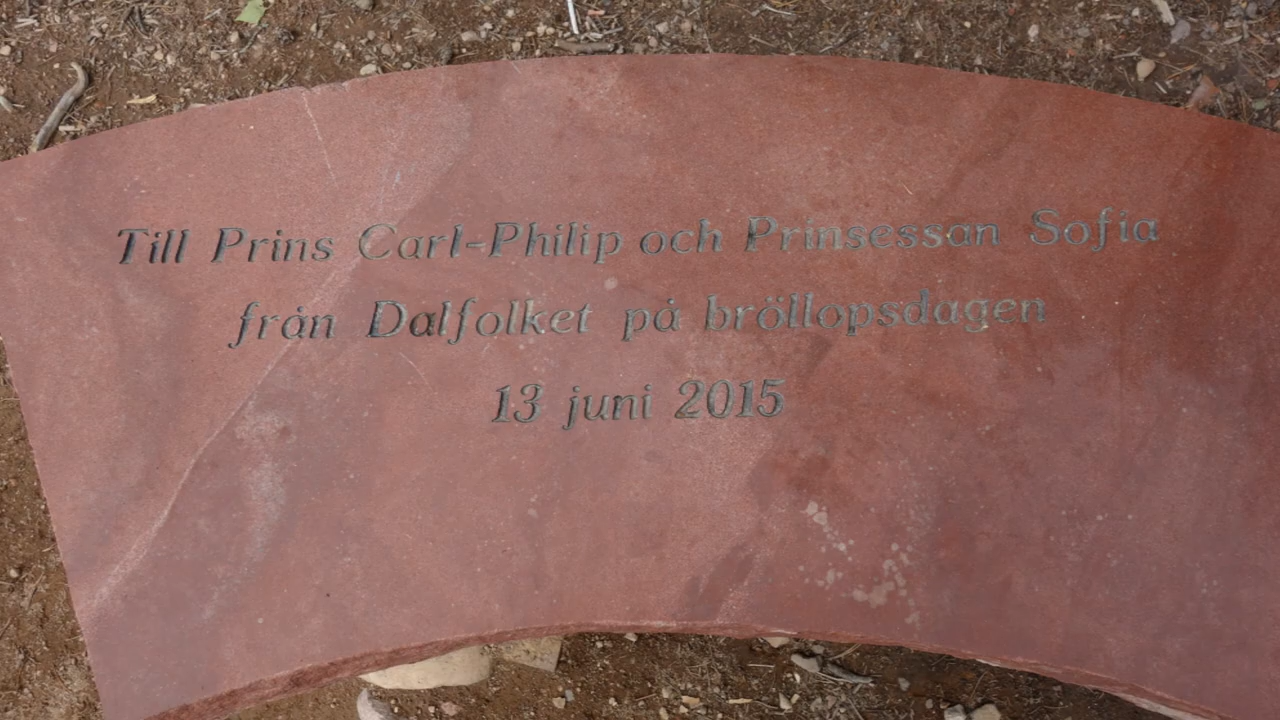 Till Prins Carl-Philip och Prinsessan Sofia
från Dalfolket på bröllopsdagen
13 juni 2015